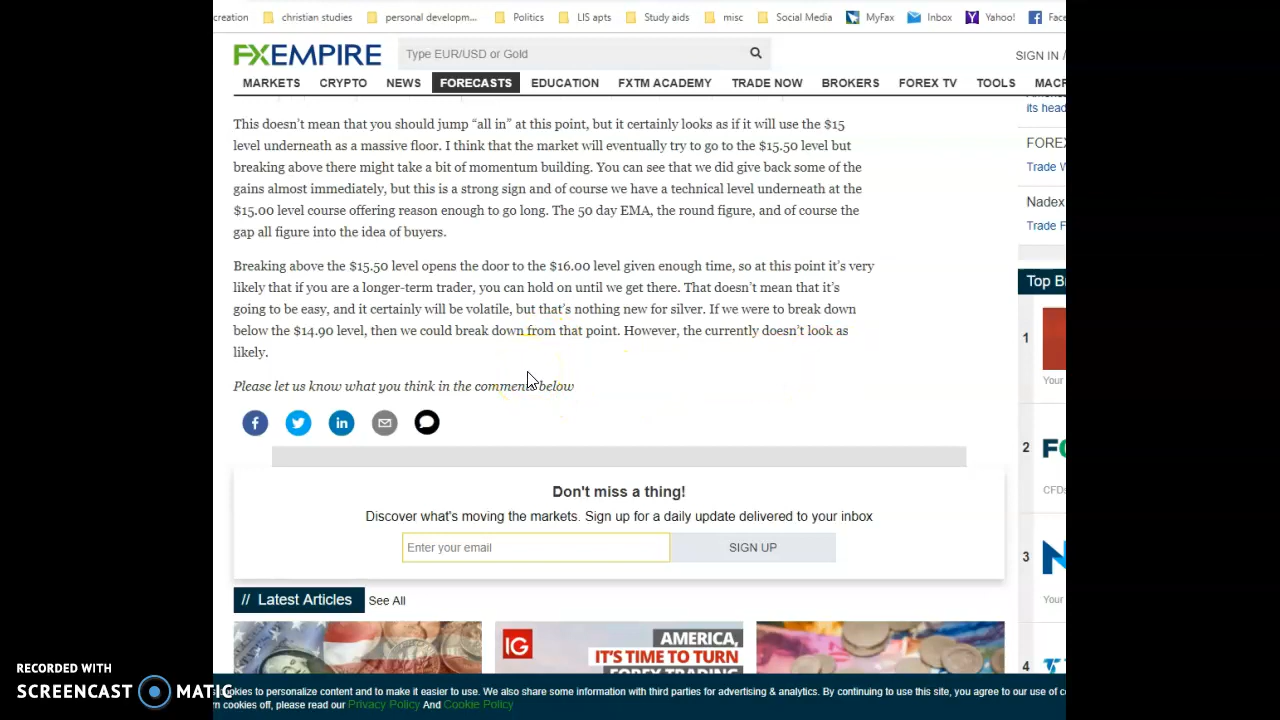 creation christian studies personal developm... Politics LIS apts Study aids misc Social Media MyFax Inbox Yahoo!
FXEMPIRE Type EUR/USD or Gold SIGN IN /
MARKETS CRYPTO NEWS FORECASTS EDUCATION FXTM ACADEMY TRADE NOW BROKERS FOREX TV TOOLS
its head
This doesn't mean that you should jump “all in” at this point, but it certainly looks as if it will use the $15
level underneath as a massive floor. I think that the market will eventually try to go to the $15.50 level but
breaking above there might take a bit of momentum building. You can see that we did give back some of the
gains almost immediately, but this is a strong sign and of course we have a technical level underneath at the
$15.00 level course offering reason enough to go long. The 50 day EMA, the round figure, and of course the
gap all figure into the idea of buyers.
FOREX
Trade W
Nadex
Trade F
Breaking above the $15.50 level opens the door to the $16.00 level given enough time, so at this point it's very
likely that if you are a longer-term trader, you can hold on until we get there. That doesn't mean that it's
going to be easy, and it certainly will be volatile, but that's nothing new for silver. If we were to break down
below the $14.90 level, then we could break down from that point. However, the currently doesn't look as
likely.
Top B
1
Your
Please let us know what you think in the comments below
2
CFDs
Don't miss a thing!
Discover what's moving the markets. Sign up for a daily update delivered to your inbox
Enter your email SIGN UP
3
Your
// Latest Articles See All
IG AMERICA,
IT'S TIME TO TURN
FOREX TRADING
4
RECORDED WITH
SCREENCAST MATIC
cookies to personalize content and to make it easier to use. We also share some information with third parties for advertising & analytics. By continuing to use this site, you agree to our use of
cookies off, please read our Privacy Policy And Cookie Policy